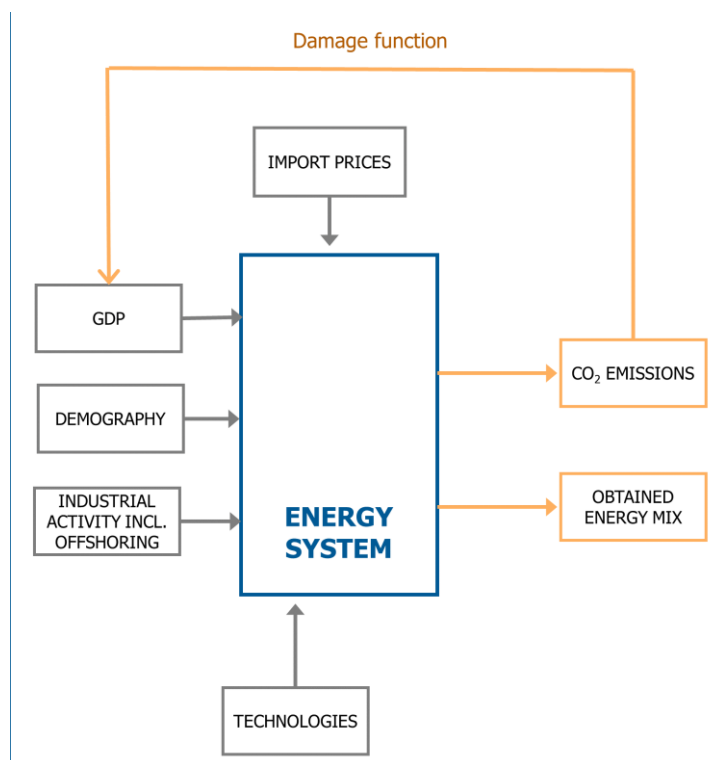 Damage function
IMPORT PRICES
GDP
CO₂ EMISSIONS
DEMOGRAPHY
INDUSTRIAL
ACTIVITY INCL.
OFFSHORING
ENERGY
SYSTEM
OBTAINED
ENERGY MIX
TECHNOLOGIES